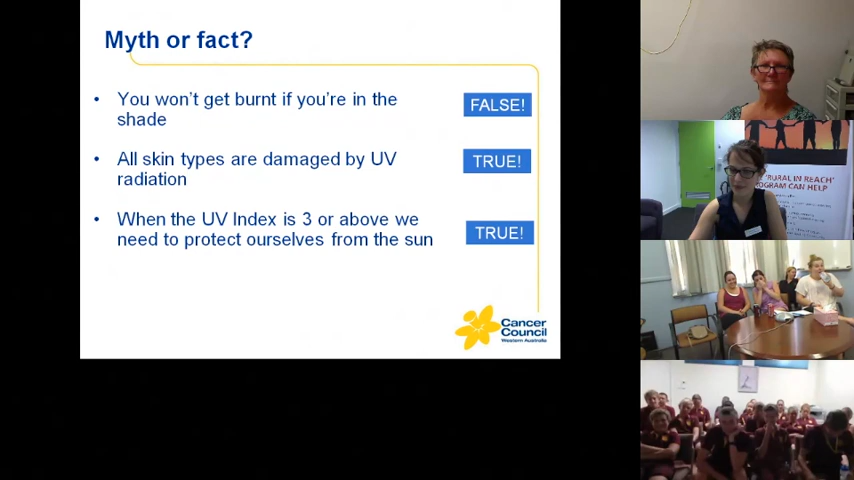 Myth or fact?
• You won't get burnt if you're in the
shade
FALSE!
• All skin types are damaged by UV
radiation
TRUE!
• When the UV Index is 3 or above we
need to protect ourselves from the sun
TRUE!
Cancer
Council
Western Australia
'RURAL IN REACH'
PROGRAM CAN HELP